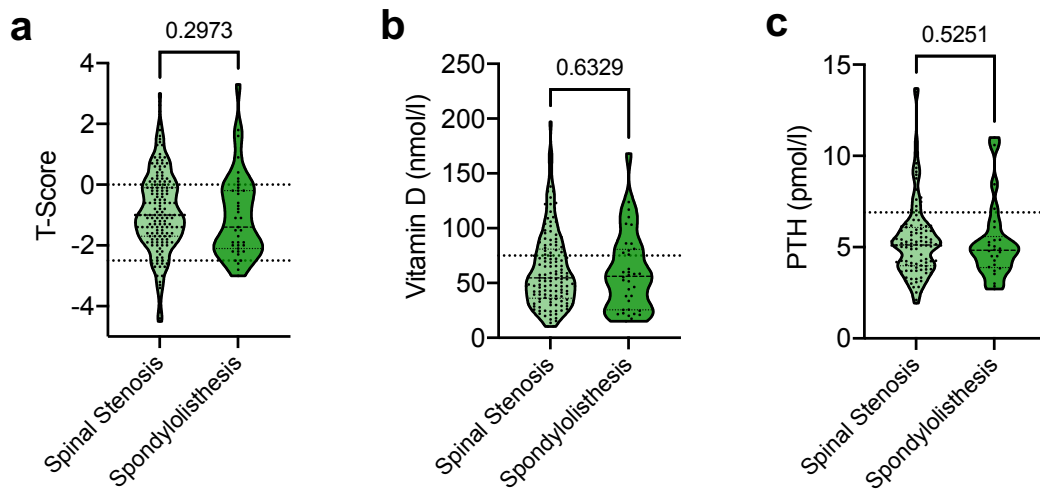 a
0.2973
T-Score
4
2
0
-2
-4
Spinal Stenosis
Spondylolisthesis
b
0.6329
Vitamin D (nmol/l)
250
200
150
100
50
0
Spinal Stenosis
Spondylolisthesis
c
0.5251
PTH (pmol/l)
15
10
5
0
Spinal Stenosis
Spondylolisthesis